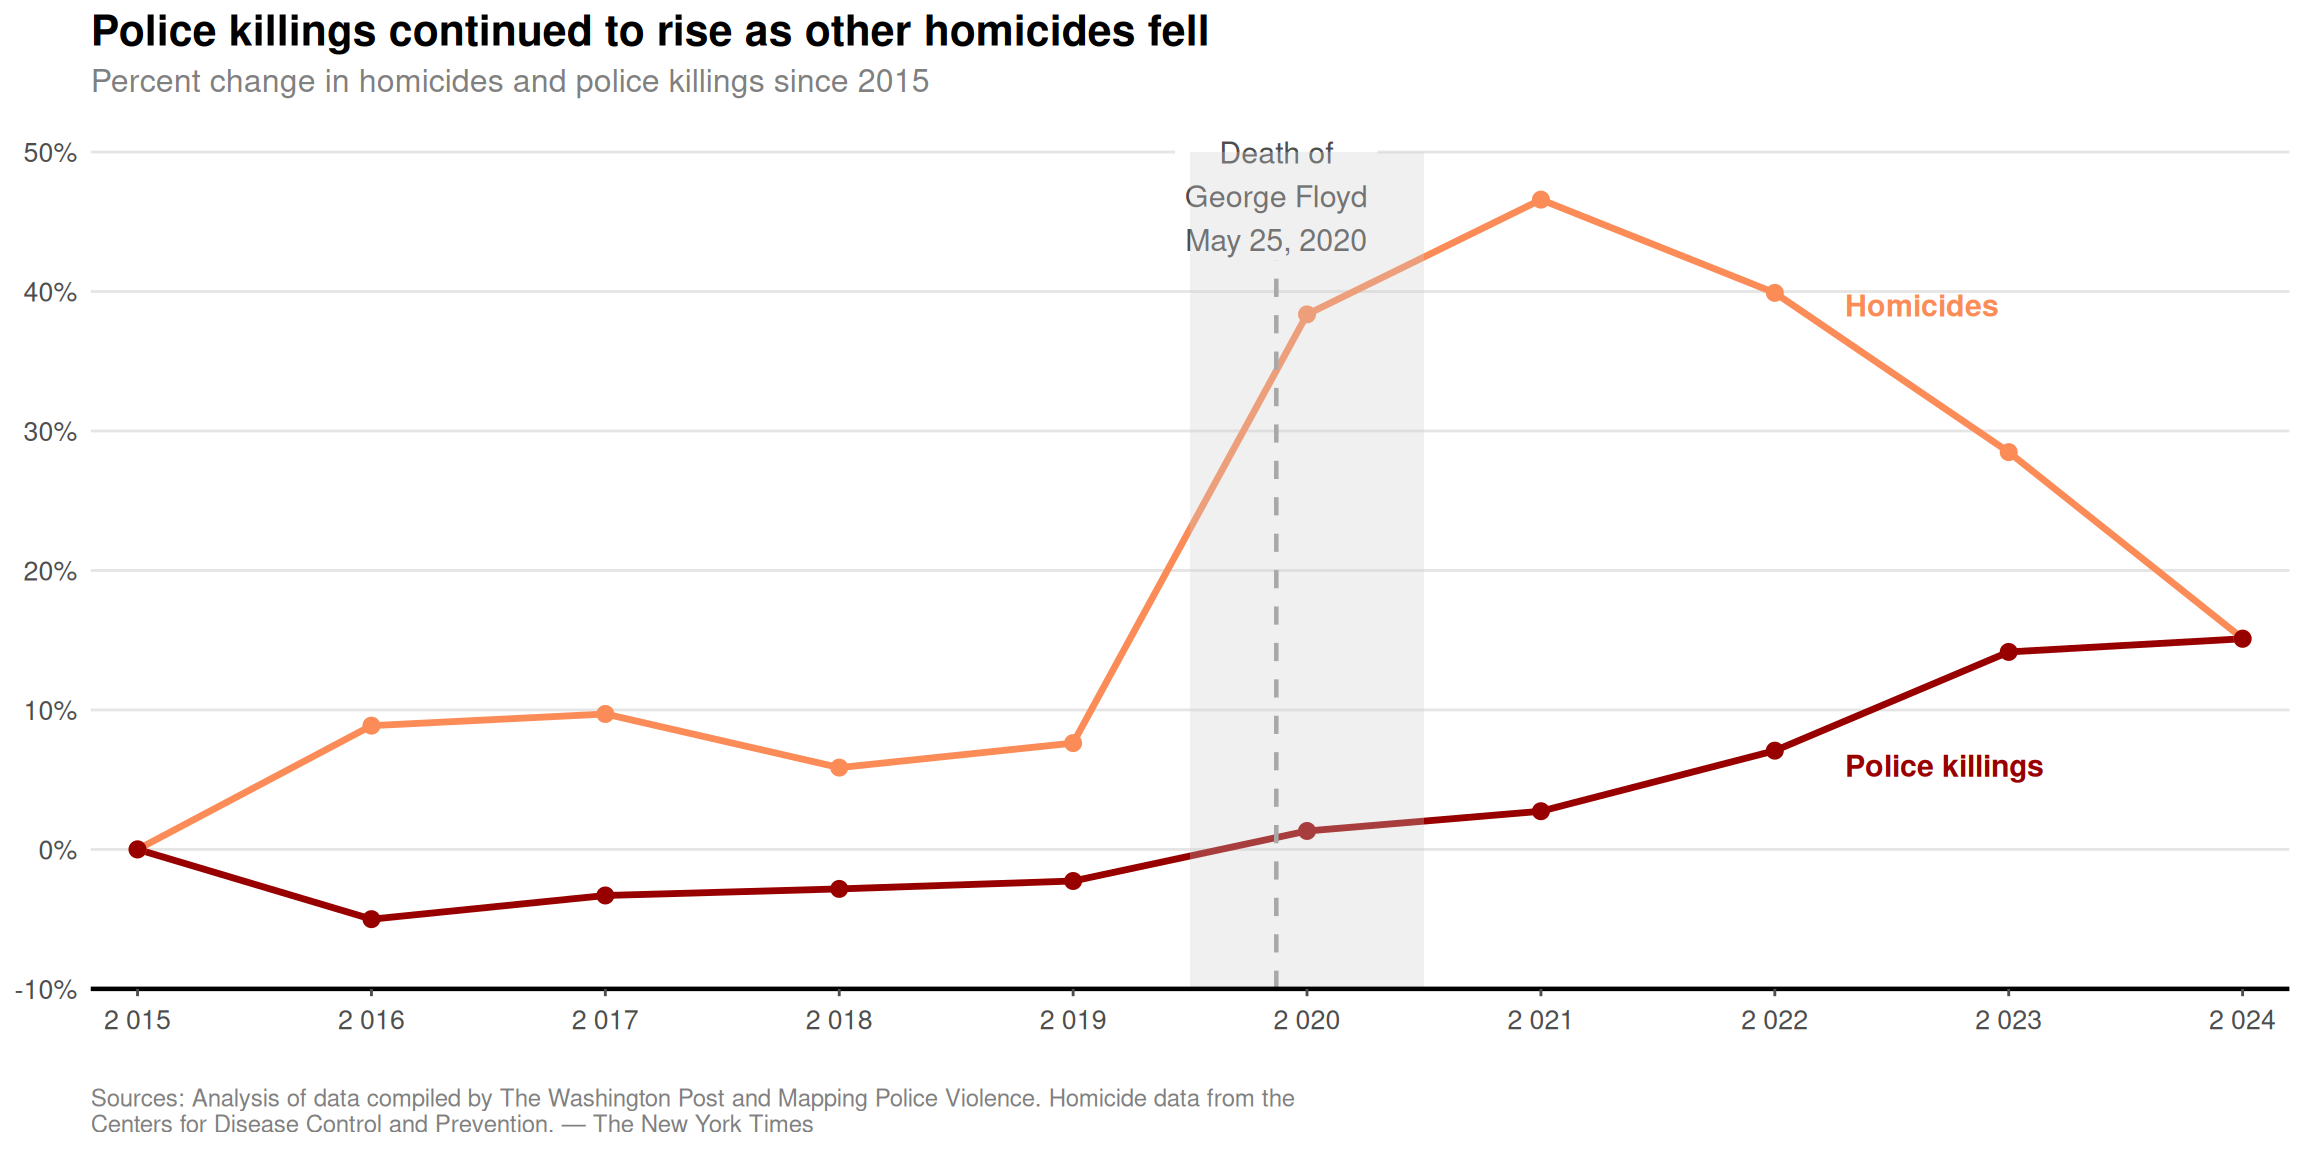 Police killings continued to rise as other homicides fell
Percent change in homicides and police killings since 2015
50%
40%
30%
20%
10%
0%
-10%
Death of
George Floyd
May 25, 2020
Homicides
Police killings
2 015
2 016
2 017
2 018
2 019
2 020
2 021
2 022
2 023
2 024
Sources: Analysis of data compiled by The Washington Post and Mapping Police Violence. Homicide data from the
Centers for Disease Control and Prevention. — The New York Times